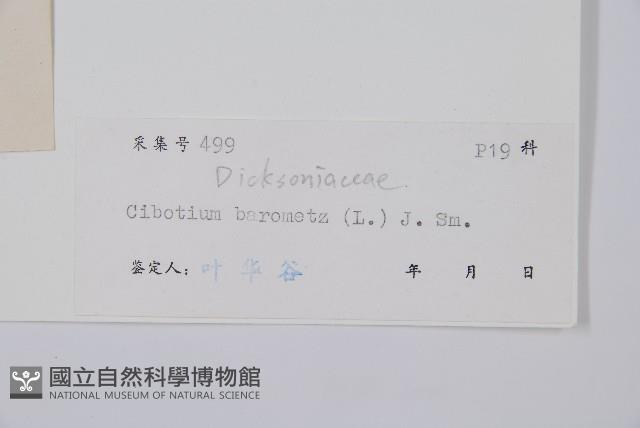 采集号 499 P19 科
Dicksoniaceae.
Cibotium barometz (L.) J. Sm.
鉴定人: 叶华谷 年 月 日
國立自然科學博物館
NATIONAL MUSEUM OF NATURAL SCIENCE